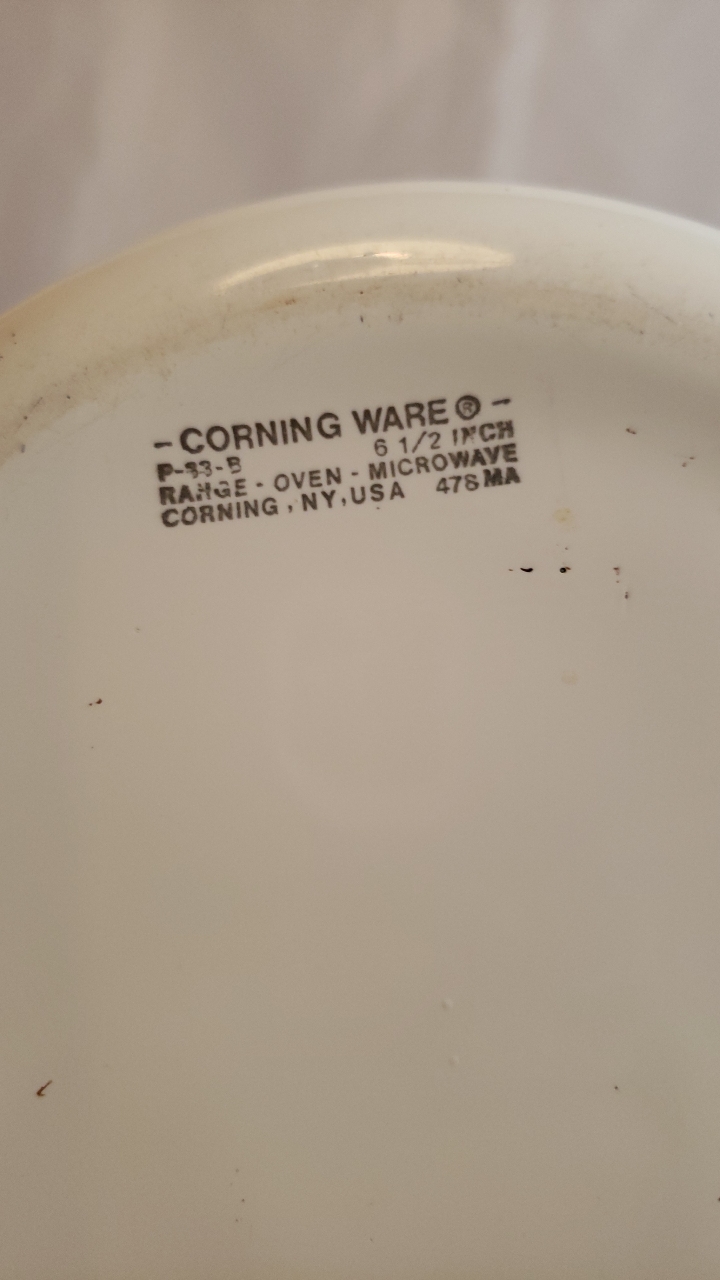 -CORNING WARE®-
P-83-B 6 1/2 INCH
RANGE - OVEN - MICROWAVE
CORNING, NY, USA 478 MA